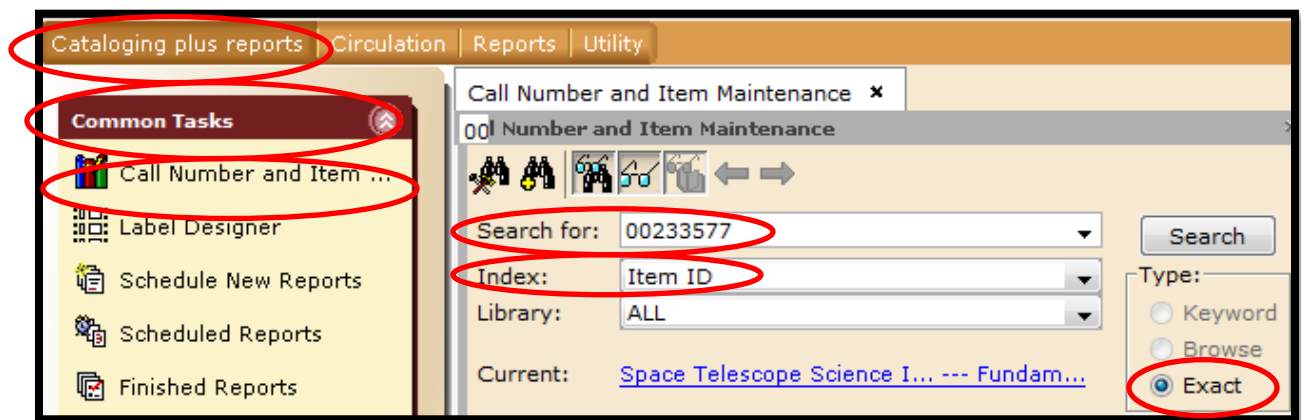 Cataloging plus reports Circulation Reports Utility
Common Tasks
Call Number and Item ...
Label Designer
Schedule New Reports
Scheduled Reports
Finished Reports
Call Number and Item Maintenance ×
00l Number and Item Maintenance
Search for: 00233577
Search
Index: Item ID
Library: ALL
Current: Space Telescope Science I... --- Fundam...
Type:
Keyword
Browse
Exact